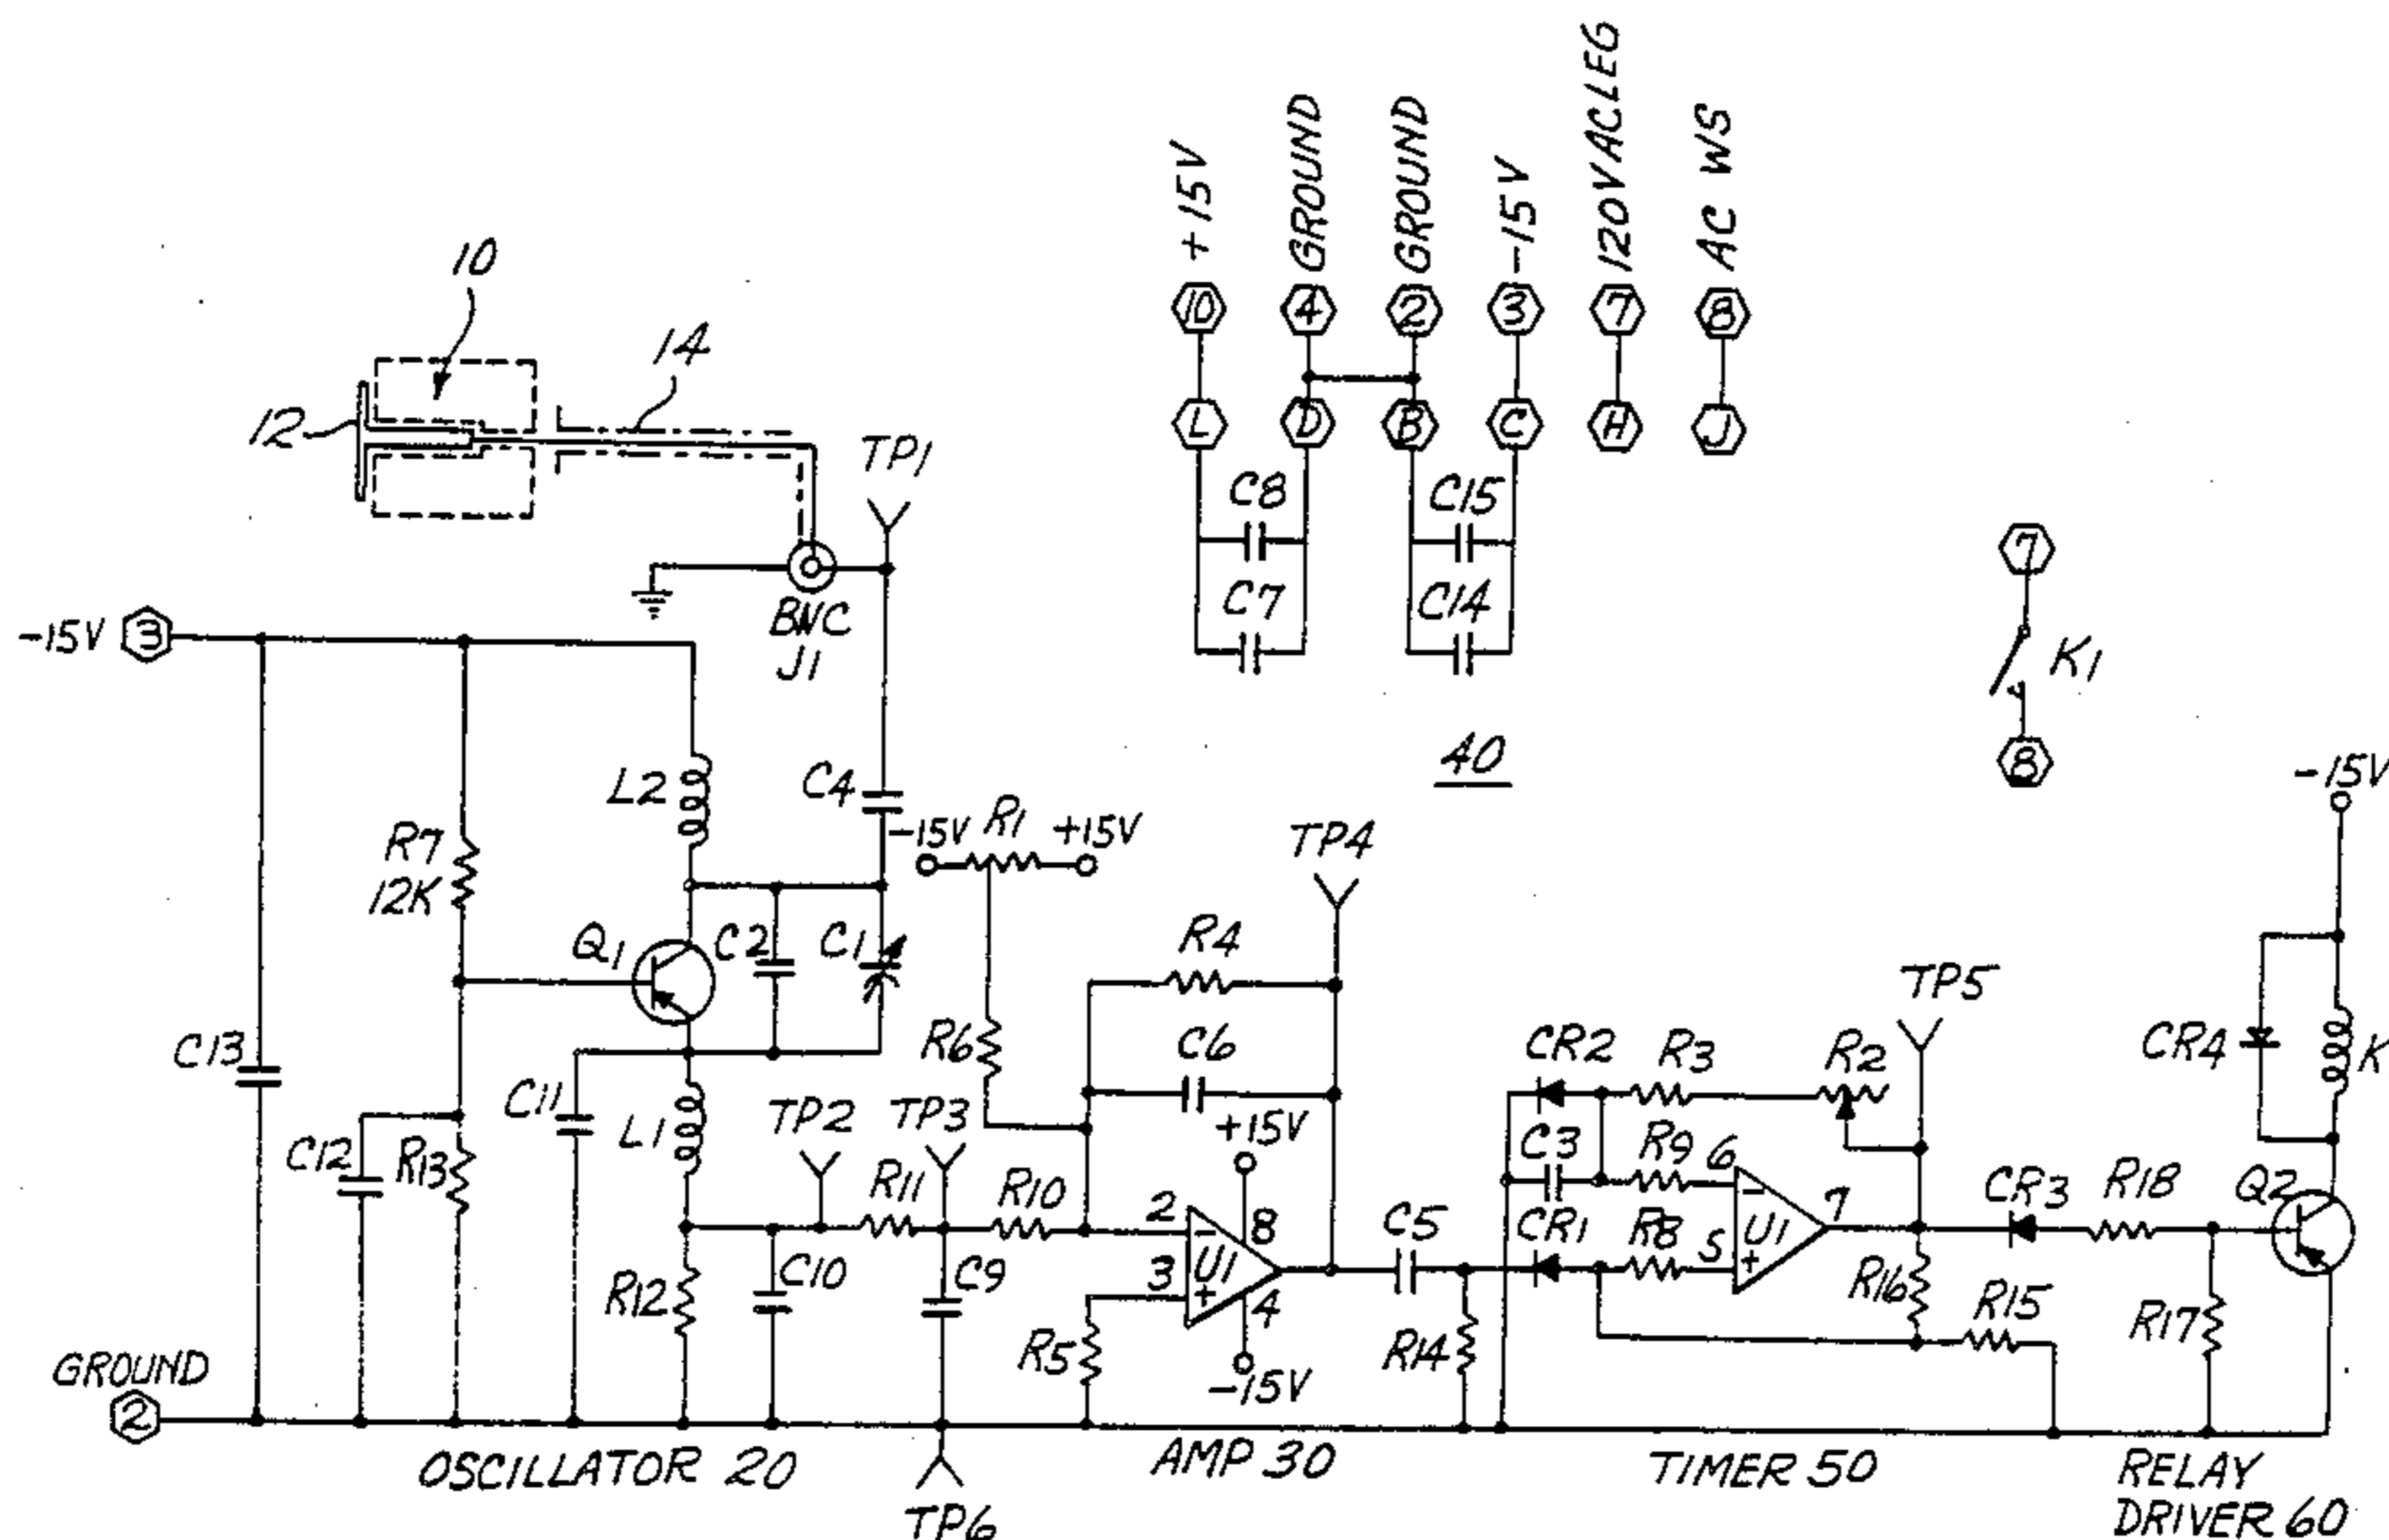 +15V
GROUND
GROUND
-15V
120VACLEG
AC WS
10
4
2
3
7
8
L
D
B
C
H
J
C8
C15
C7
C14
10
14
12
TP1
BNC
J1
7
K1
8
40
-15V 3
L2
C4
-15V R1 +15V
TP4
-15V
R7
12K
Q1
C2
C1
R4
TP5
C13
R6
C6
CR2
R3
R2
CR4
K
C11
L1
TP2
TP3
+15V
C3
R9
6
C12
R13
R11
R10
2
8
C5
CR1
R8
5
U1
7
CR3
R18
Q2
R12
C10
C9
3
U1
4
R5
-15V
R14
R16
R15
R17
GROUND
2
OSCILLATOR 20
AMP 30
TIMER 50
RELAY
DRIVER 60
TP6